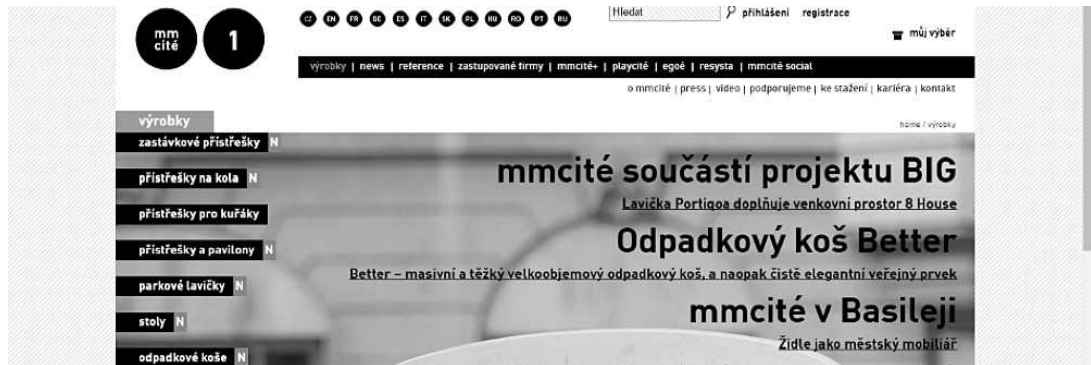 mm
cité
1
CZ EN FR DE ES IT SK PL HU RO PT RU
Hledat
přihlášení registrace
můj výběr
výrobky | news | reference | zastupované firmy | mmcité+ | playcité | egoé | resysta | mmcité social
o mmcité | press | video | podporujeme | ke stažení | kariéra | kontakt
výrobky
home / výrobky
zastávkové přístřešky N
přístřešky na kola N
přístřešky pro kuřáky
přístřešky a pavilony N
parkové lavičky N
stoly N
odpadkové koše N
mmcité součástí projektu BIG
Lavička Portiqoa doplňuje venkovní prostor 8 House
Odpadkový koš Better
Better – masivní a těžký velkoobjemový odpadkový koš, a naopak čistě elegantní veřejný prvek
mmcité v Basileji
Židle jako městský mobiliář